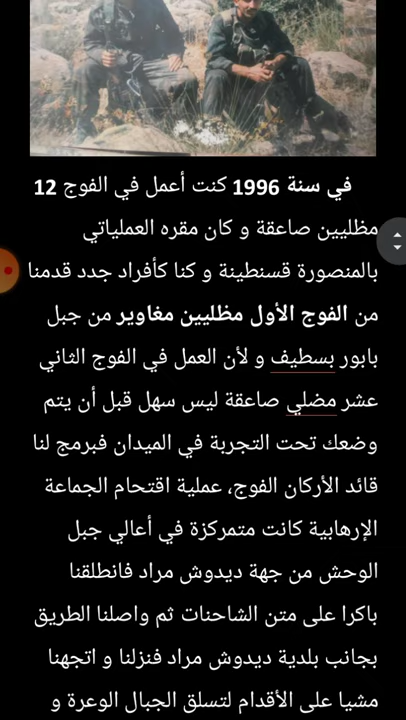 في سنة 1996 كنت أعمل في الفوج 12
مظليين صاعقة و كان مقره العملياتي
بالمنصورة قسنطينة و كنا كأفراد جدد قدمنا
من الفوج الأول مظليين مغاوير من جبل
بابور بسطيف و لأن العمل في الفوج الثاني
عشر مضلي صاعقة ليس سهل قبل أن يتم
وضعك تحت التجربة في الميدان فبرمج لنا
قائد الأركان الفوج، عملية اقتحام الجماعة
الإرهابية كانت متمركزة في أعالي جبل
الوحش من جهة ديدوش مراد فانطلقنا
باكرا على متن الشاحنات ثم واصلنا الطريق
بجانب بلدية ديدوش مراد فنزلنا و اتجهنا
مشيا على الأقدام لتسلق الجبال الوعرة و